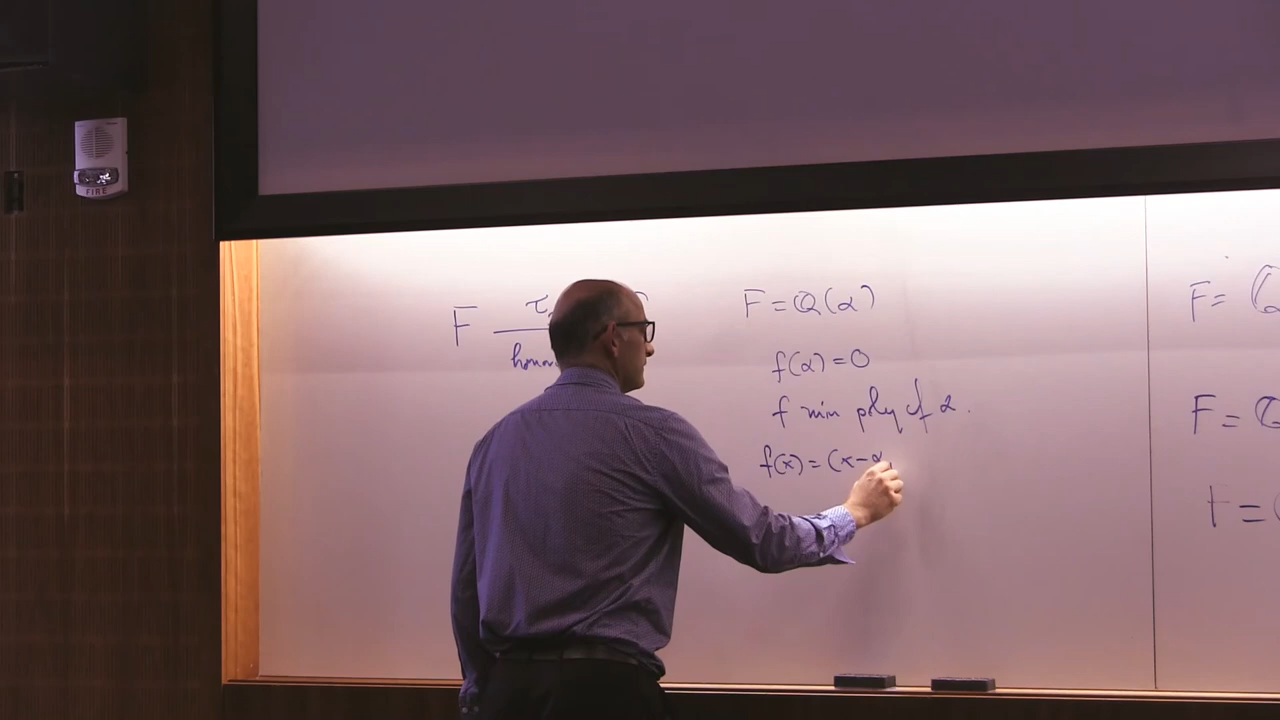 FIRE
F τ
F = ℚ(α)
f(α) = 0
f min poly of α.
f(x) = (x-α
F =
F = Q
F =